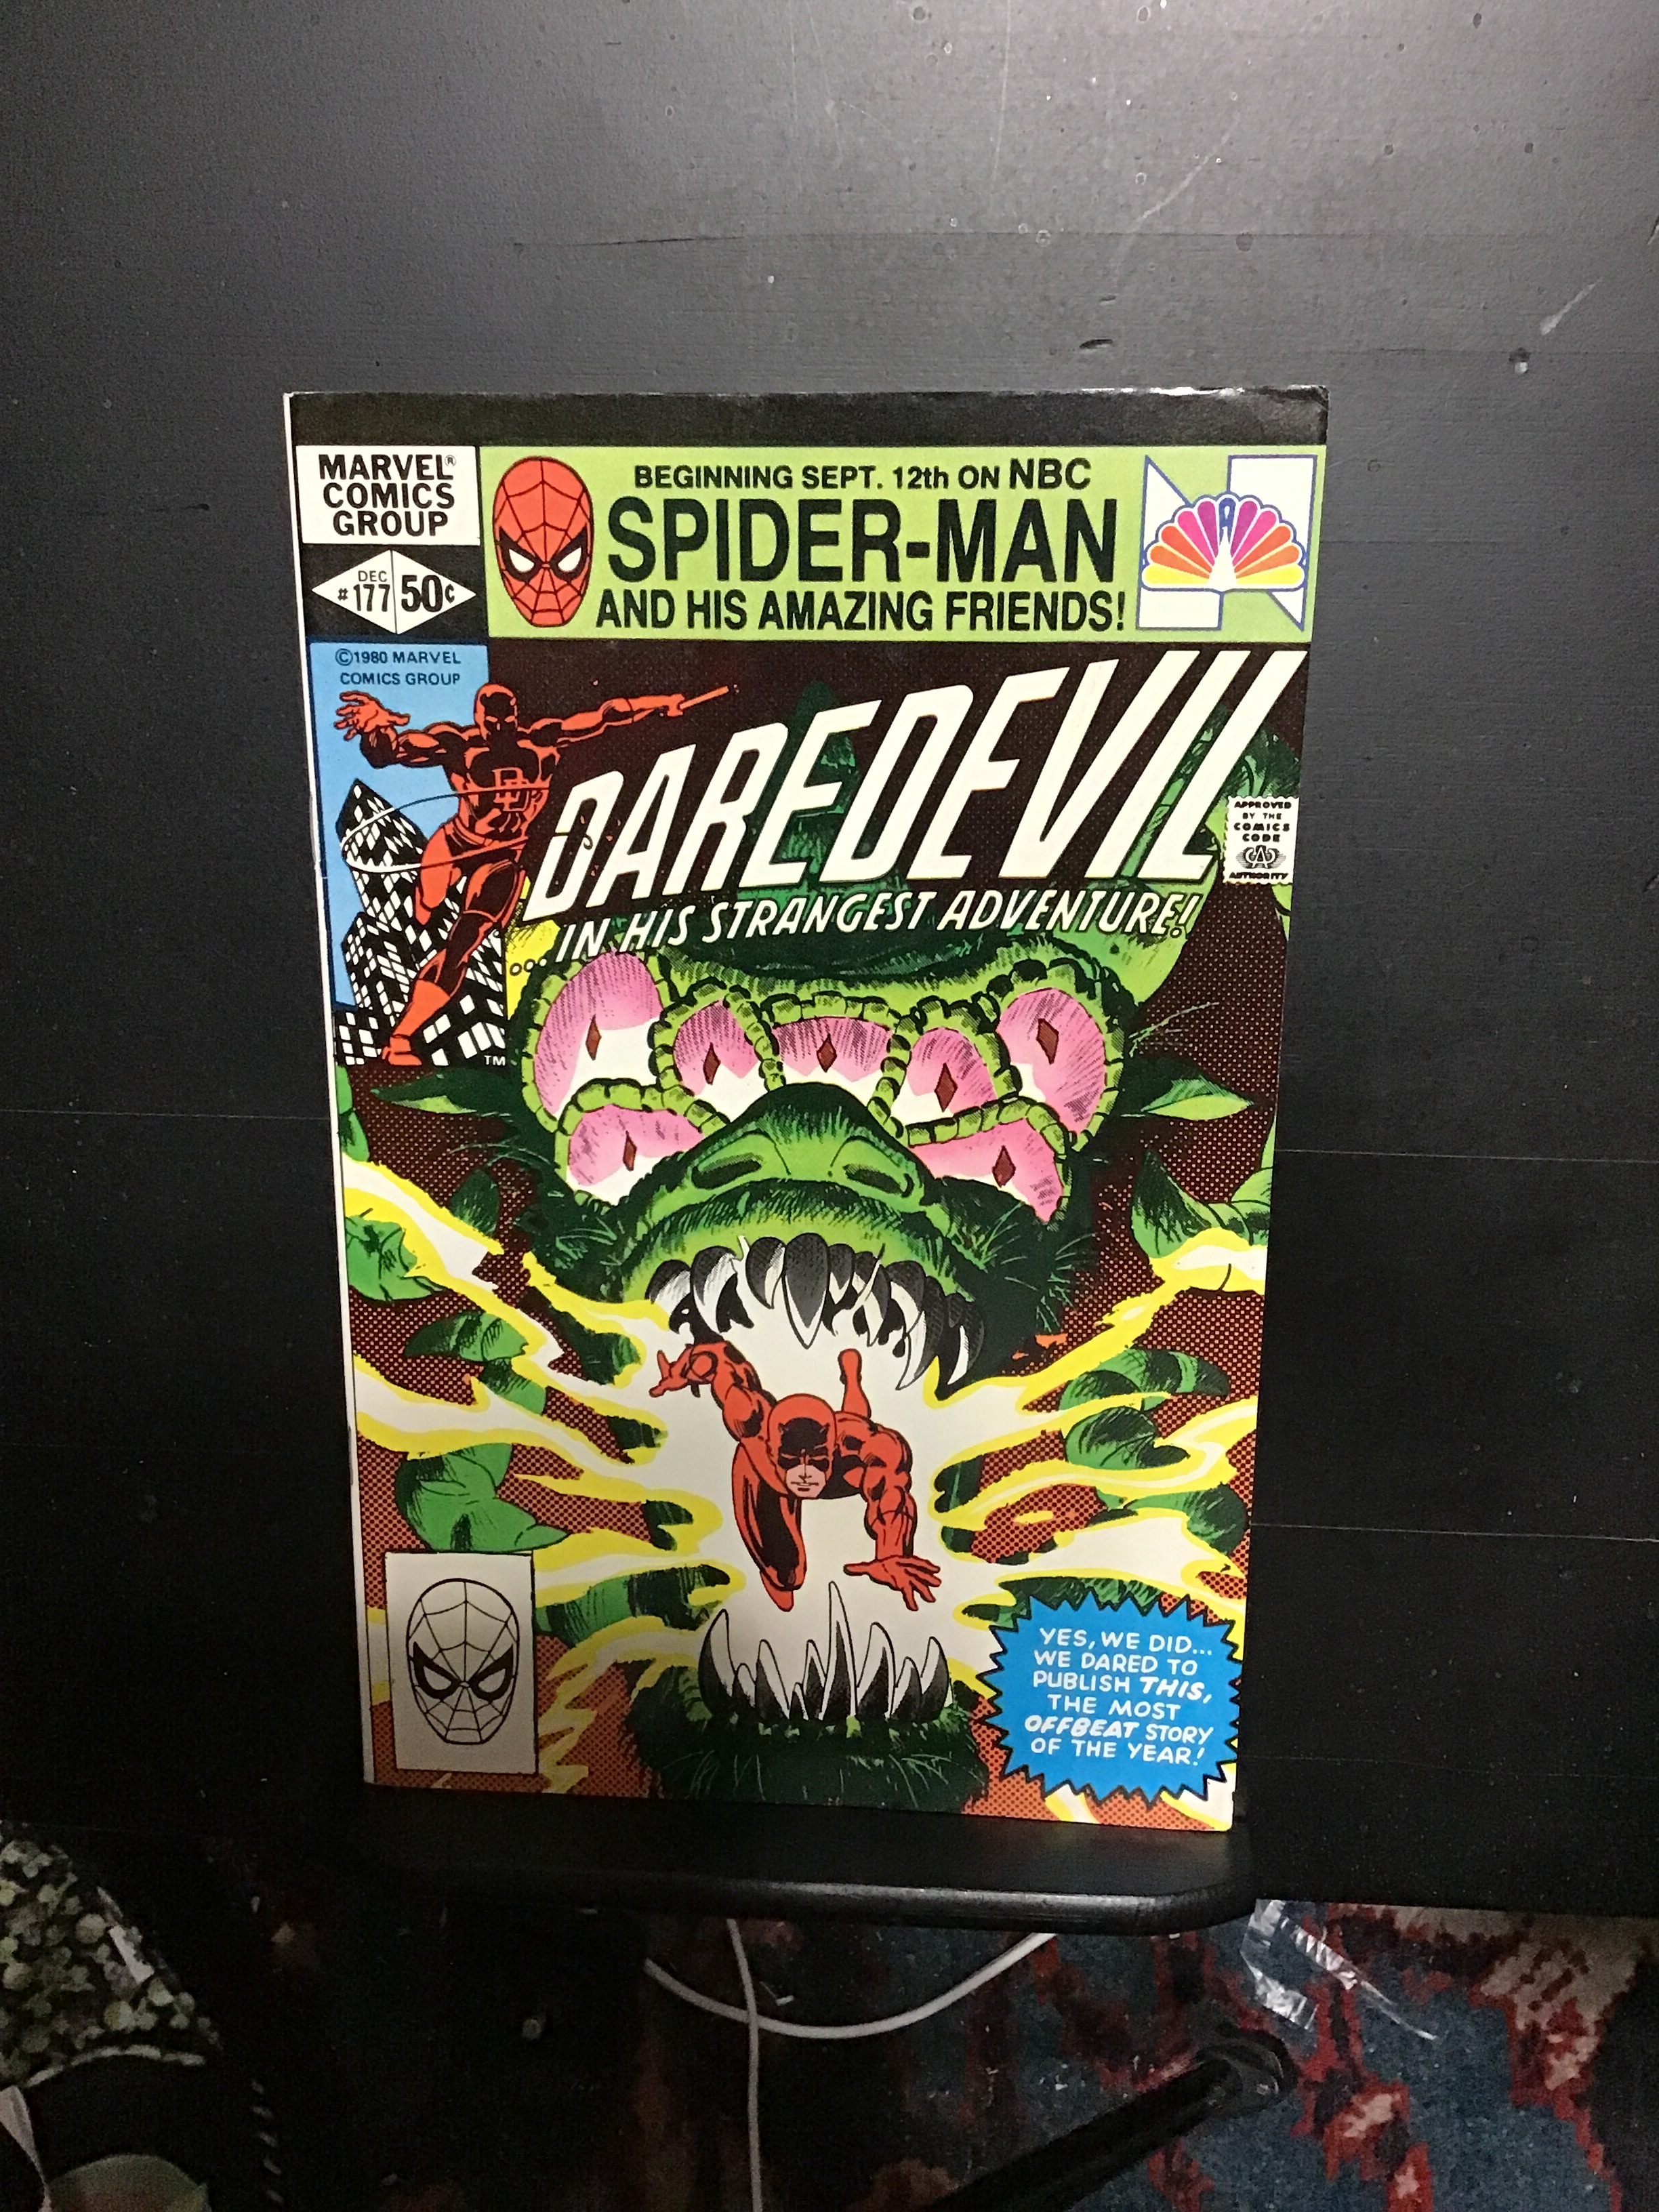 MARVEL®
COMICS
GROUP
DEC
#177
50¢
BEGINNING SEPT. 12th ON NBC
SPIDER-MAN
AND HIS AMAZING FRIENDS!
©1980 MARVEL
COMICS GROUP
DD
TM
DAREDEVIL
...IN HIS STRANGEST ADVENTURE!
APPROVED
BY THE
COMICS
CODE
CA
AUTHORITY
YES, WE DID...
WE DARED TO
PUBLISH THIS,
THE MOST
OFFBEAT STORY
OF THE YEAR!